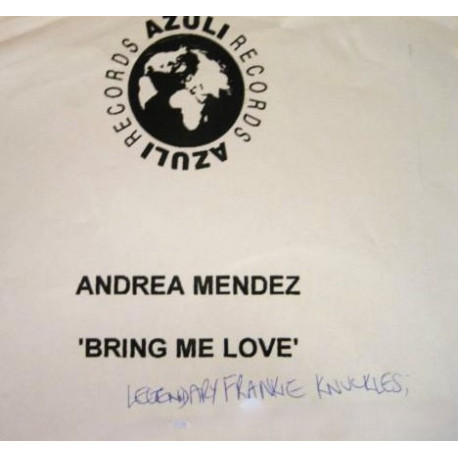 AZULI RECORDS
AZULI RECORDS
ANDREA MENDEZ
'BRING ME LOVE'
LEGENDARY FRANKIE KNUCKLES,